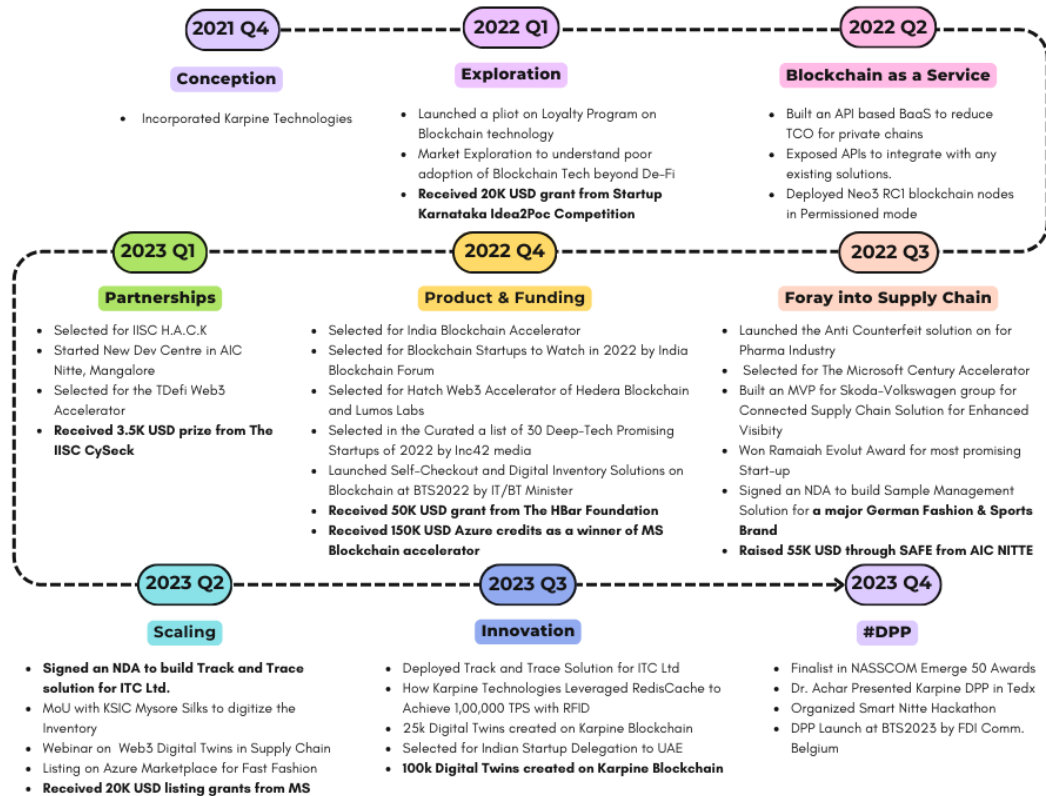 2021 Q4
Conception
• Incorporated Karpine Technologies
2022 Q1
Exploration
• Launched a pliot on Loyalty Program on
Blockchain technology
• Market Exploration to understand poor
adoption of Blockchain Tech beyond De-Fi
• Received 20K USD grant from Startup
Karnataka Idea2Poc Competition
2022 Q2
Blockchain as a Service
• Built an API based BaaS to reduce
TCO for private chains
• Exposed APIs to integrate with any
existing solutions.
• Deployed Neo3 RC1 blockchain nodes
in Permissioned mode
2022 Q3
Foray into Supply Chain
• Launched the Anti Counterfeit solution on for
Pharma Industry
• Selected for The Microsoft Century Accelerator
• Built an MVP for Skoda-Volkswagen group for
Connected Supply Chain Solution for Enhanced
Visibity
• Won Ramaiah Evolut Award for most promising
Start-up
• Signed an NDA to build Sample Management
Solution for a major German Fashion & Sports
Brand
• Raised 55K USD through SAFE from AIC NITTE
2022 Q4
Product & Funding
• Selected for India Blockchain Accelerator
• Selected for Blockchain Startups to Watch in 2022 by India
Blockchain Forum
• Selected for Hatch Web3 Accelerator of Hedera Blockchain
and Lumos Labs
• Selected in the Curated a list of 30 Deep-Tech Promising
Startups of 2022 by Inc42 media
• Launched Self-Checkout and Digital Inventory Solutions on
Blockchain at BTS2022 by IT/BT Minister
• Received 50K USD grant from The HBar Foundation
• Received 150K USD Azure credits as a winner of MS
Blockchain accelerator
2023 Q1
Partnerships
• Selected for IISC H.A.C.K
• Started New Dev Centre in AIC
Nitte, Mangalore
• Selected for the TDefi Web3
Accelerator
• Received 3.5K USD prize from The
IISC CySeck
2023 Q2
Scaling
• Signed an NDA to build Track and Trace
solution for ITC Ltd.
• MoU with KSIC Mysore Silks to digitize the
Inventory
• Webinar on Web3 Digital Twins in Supply Chain
• Listing on Azure Marketplace for Fast Fashion
• Received 20K USD listing grants from MS
2023 Q3
Innovation
• Deployed Track and Trace Solution for ITC Ltd
• How Karpine Technologies Leveraged RedisCache to
Achieve 1,00,000 TPS with RFID
• 25k Digital Twins created on Karpine Blockchain
• Selected for Indian Startup Delegation to UAE
• 100k Digital Twins created on Karpine Blockchain
2023 Q4
#DPP
• Finalist in NASSCOM Emerge 50 Awards
• Dr. Achar Presented Karpine DPP in Tedx
• Organized Smart Nitte Hackathon
• DPP Launch at BTS2023 by FDI Comm.
Belgium